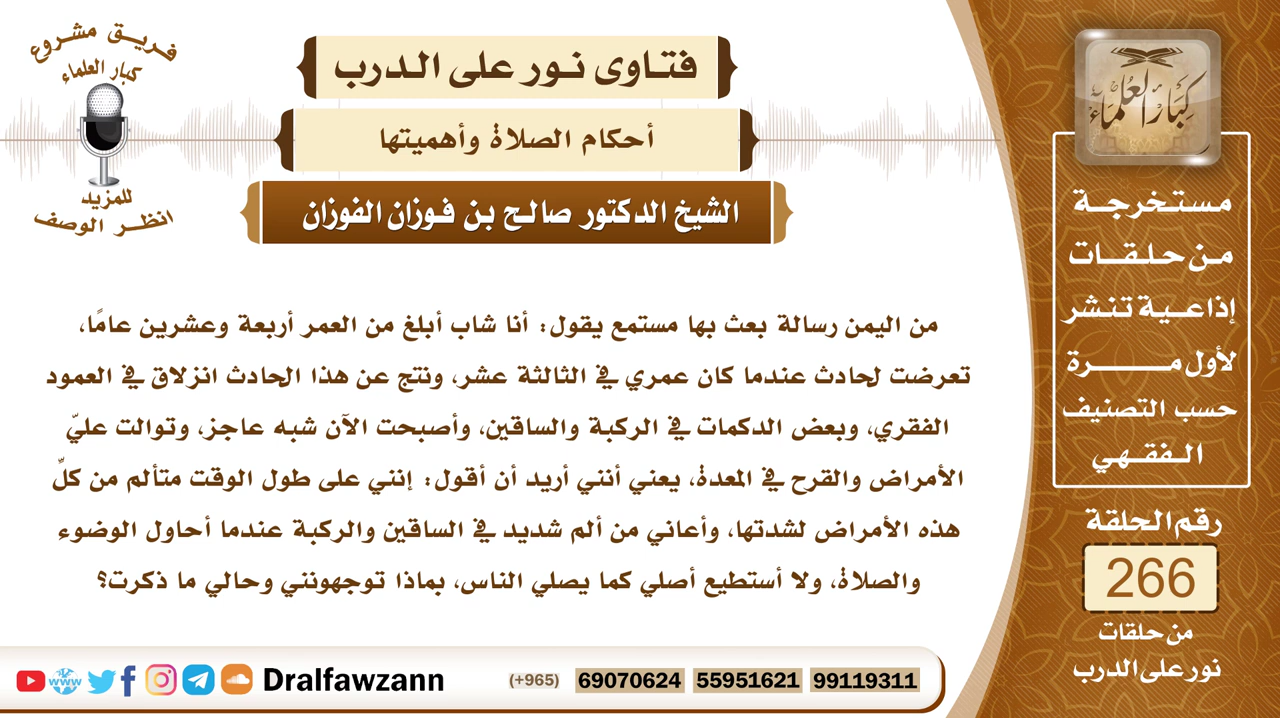 فريق مشروع
كبار العلماء
للمزيد
انظر الوصف
فتاوى نور على الدرب
أحكام الصلاة وأهميتها
الشيخ الدكتور صالح بن فوزان الفوزان
من اليمن رسالة بعث بها مستمع يقول: أنا شاب أبلغ من العمر أربعة وعشرين عامًا،
تعرضت لحادث عندما كان عمري في الثالثة عشر، ونتج عن هذا الحادث انزلاق في العمود
الفقري، وبعض الدكمات في الركبة والساقين، وأصبحت الآن شبه عاجز، وتوالت عليّ
الأمراض والقرح في المعدة، يعني أنني أريد أن أقول: إنني على طول الوقت متألم من كلِّ
هذه الأمراض لشدتها، وأعاني من ألم شديد في الساقين والركبة عندما أحاول الوضوء
والصلاة، ولا أستطيع أصلي كما يصلي الناس، بماذا توجهونني وحالي ما ذكرت؟
كبار العلماء
مستخرجة
من حلقات
إذاعية تنشر
لأول مرة
حسب التصنيف
الفقهي
رقم الحلقة
266
من حلقات
نور على الدرب
www
Dralfawzann
(+965) 69070624 55951621 99119311